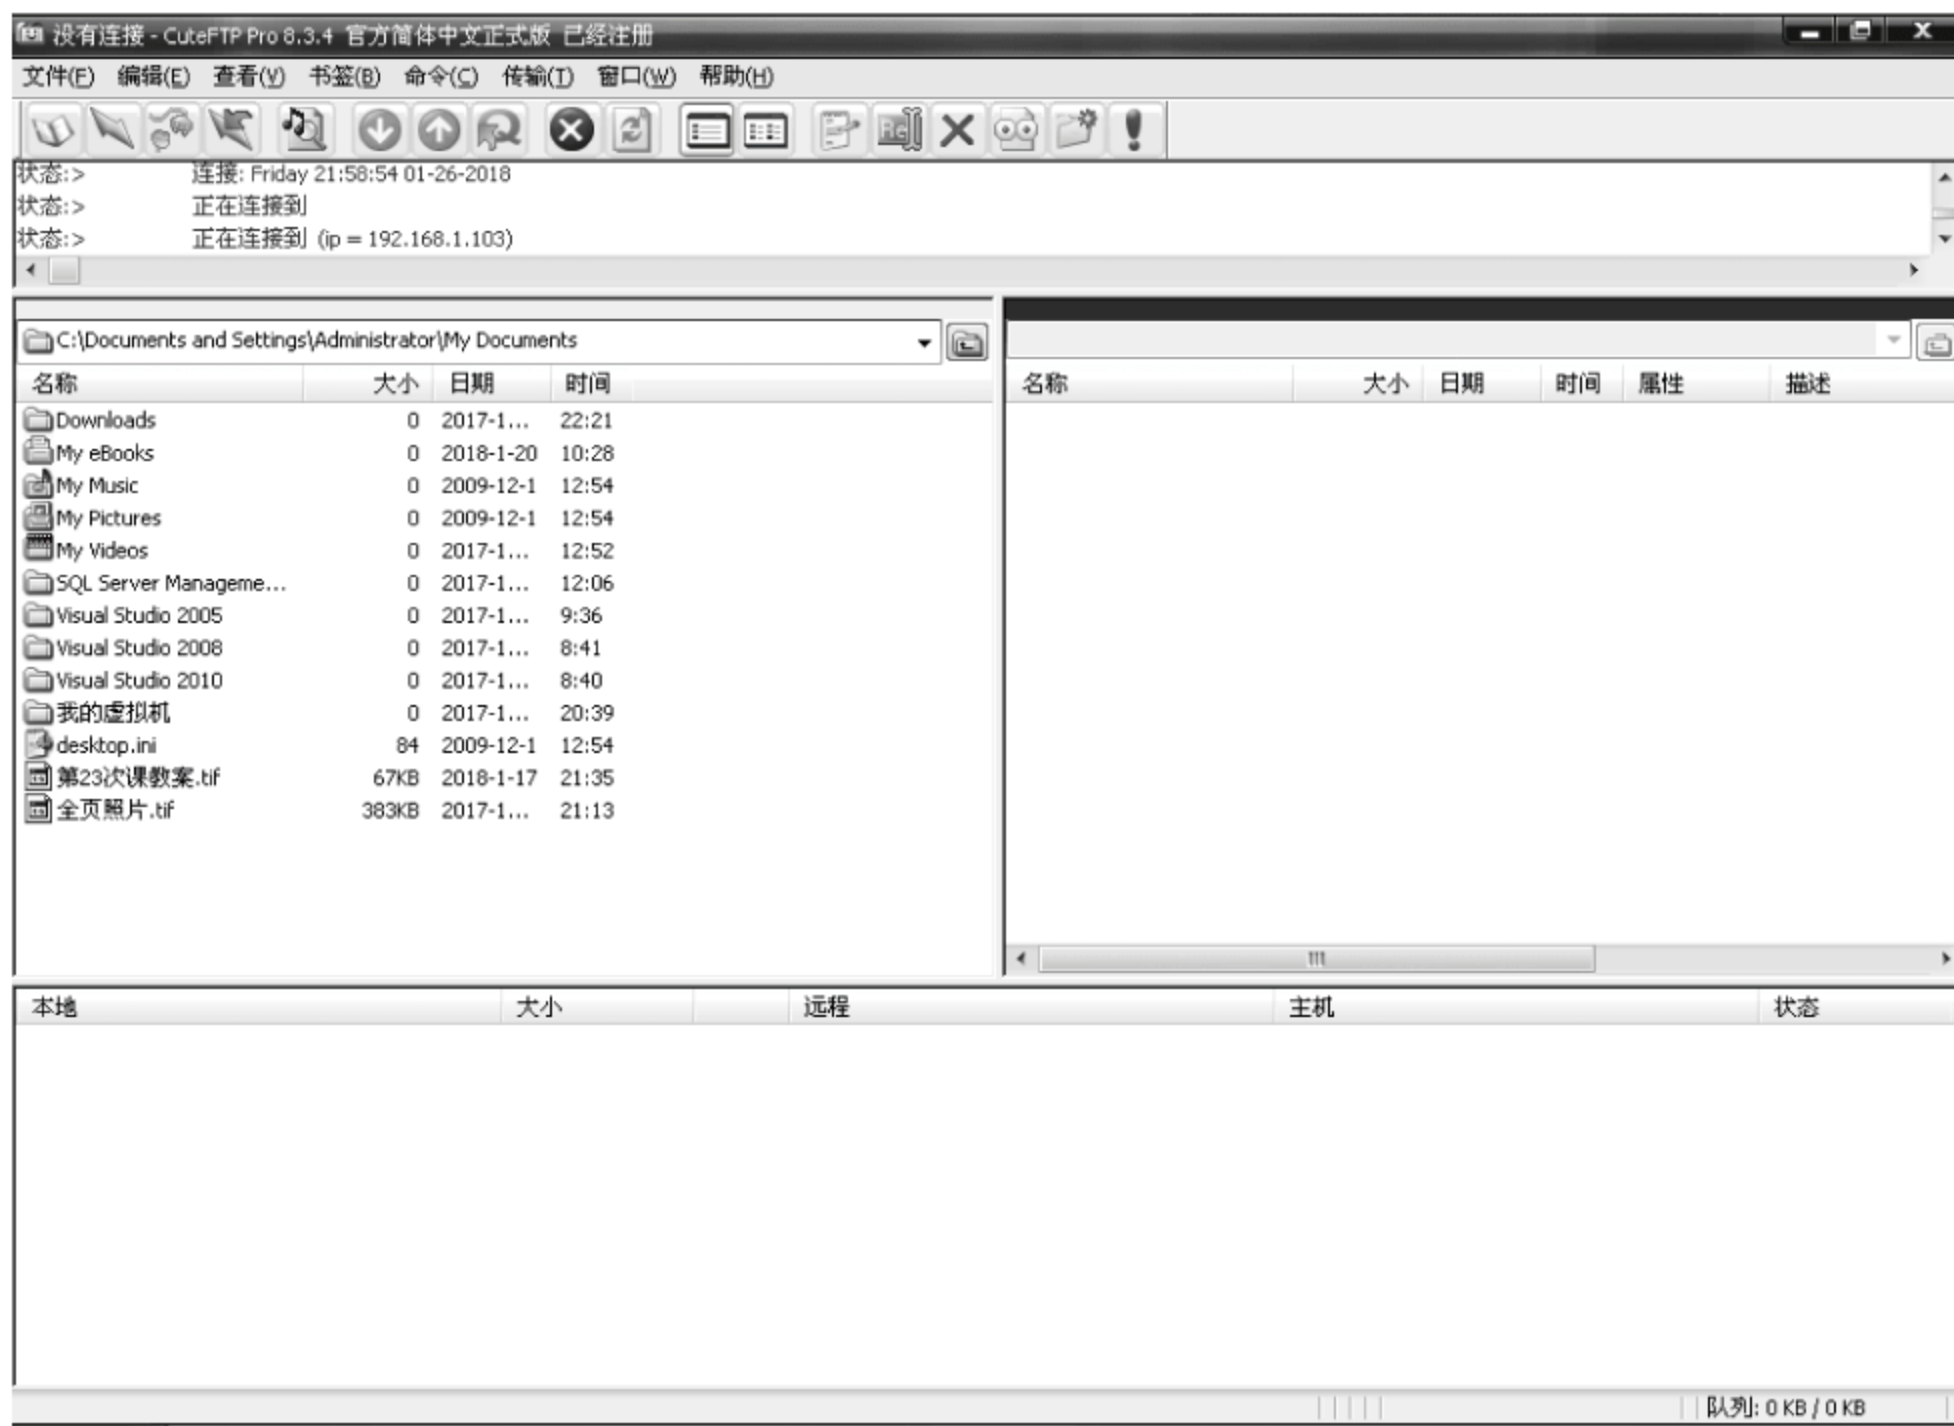 没有连接 - CuteFTP Pro 8.3.4 官方简体中文正式版 已经注册
文件(F) 编辑(E) 查看(V) 书签(B) 命令(C) 传输(T) 窗口(W) 帮助(H)
状态:> 连接: Friday 21:58:54 01-26-2018
状态:> 正在连接到
状态:> 正在连接到 (ip = 192.168.1.103)
C:\Documents and Settings\Administrator\My Documents
名称 大小 日期 时间
Downloads 0 2017-1... 22:21
My eBooks 0 2018-1-20 10:28
My Music 0 2009-12-1 12:54
My Pictures 0 2009-12-1 12:54
My Videos 0 2017-1... 12:52
SQL Server Manageme... 0 2017-1... 12:06
Visual Studio 2005 0 2017-1... 9:36
Visual Studio 2008 0 2017-1... 8:41
Visual Studio 2010 0 2017-1... 8:40
我的虚拟机 0 2017-1... 20:39
desktop.ini 84 2009-12-1 12:54
第23次课教案.tif 67KB 2018-1-17 21:35
全页照片.tif 383KB 2017-1... 21:13
名称 大小 日期 时间 属性 描述
本地 大小 远程 主机 状态
队列: 0 KB / 0 KB